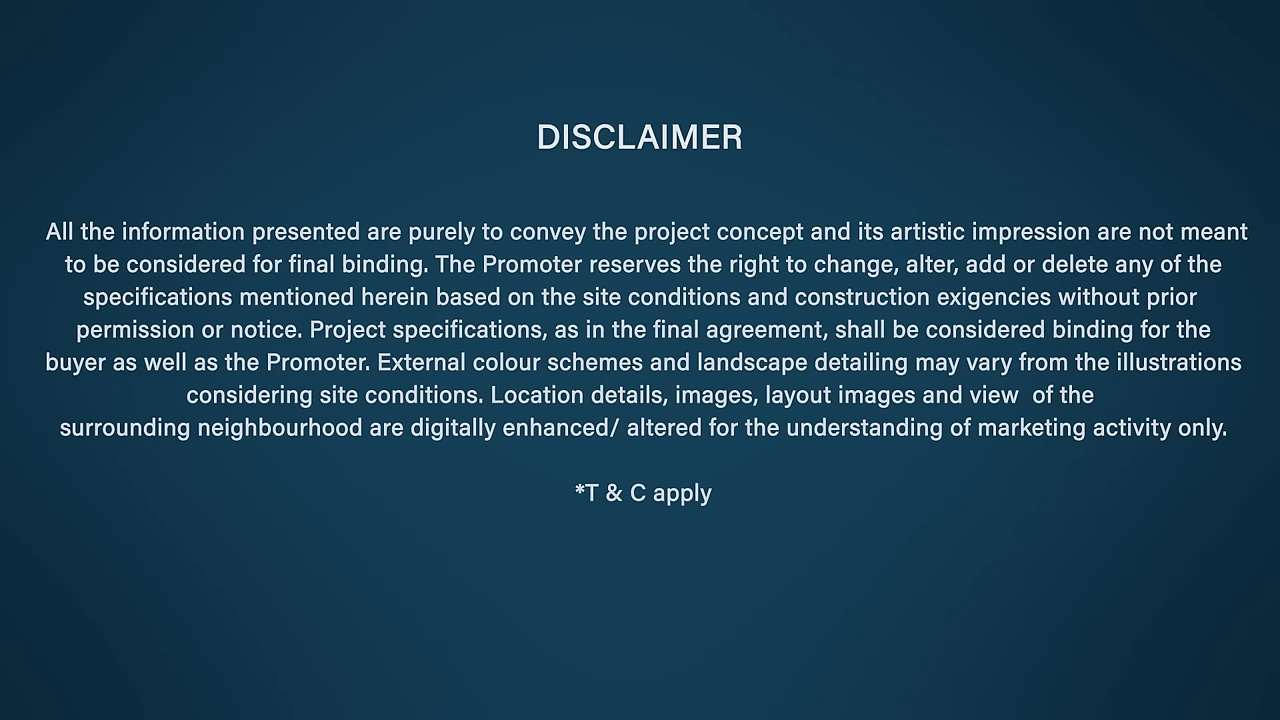 DISCLAIMER
All the information presented are purely to convey the project concept and its artistic impression are not meant
to be considered for final binding. The Promoter reserves the right to change, alter, add or delete any of the
specifications mentioned herein based on the site conditions and construction exigencies without prior
permission or notice. Project specifications, as in the final agreement, shall be considered binding for the
buyer as well as the Promoter. External colour schemes and landscape detailing may vary from the illustrations
considering site conditions. Location details, images, layout images and view  of the
surrounding neighbourhood are digitally enhanced/ altered for the understanding of marketing activity only.
*T & C apply